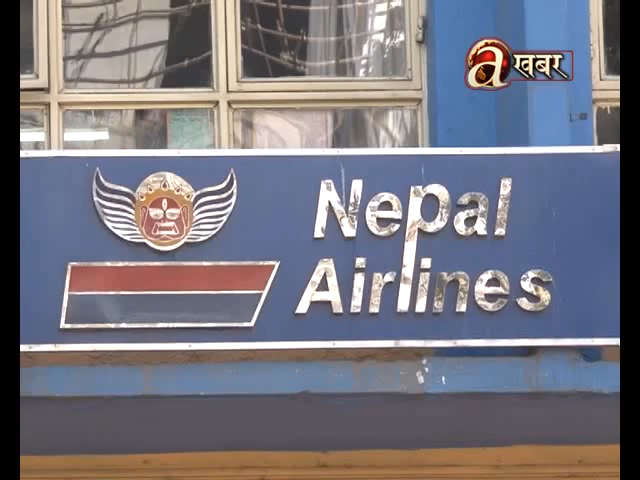 a खबर
Nepal
Airlines